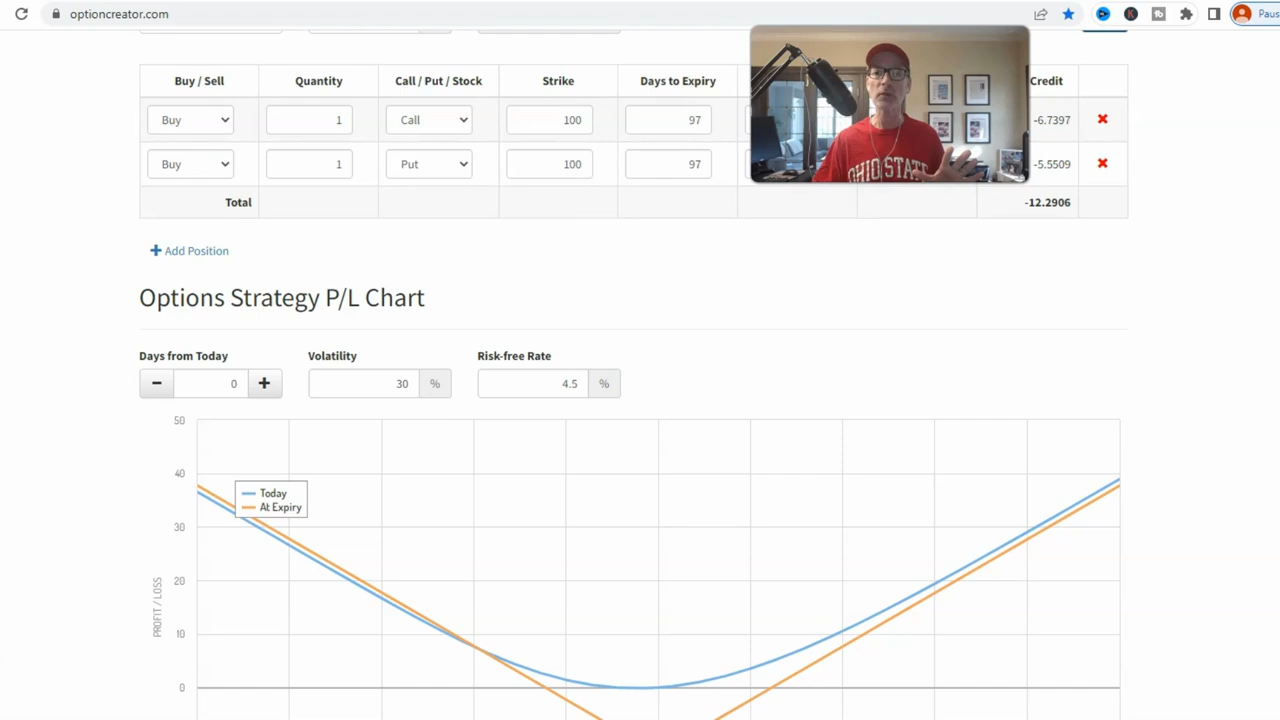 optioncreator.com
Paus
Buy / Sell Quantity Call / Put / Stock Strike Days to Expiry Credit
Buy 1 Call 100 97 -6.7397
Buy 1 Put 100 97 -5.5509
Total -12.2906
OHIO STATE
Add Position
Options Strategy P/L Chart
Days from Today Volatility Risk-free Rate
0 30 % 4.5 %
50
40
Today
At Expiry
30
20
10
0
PROFIT / LOSS